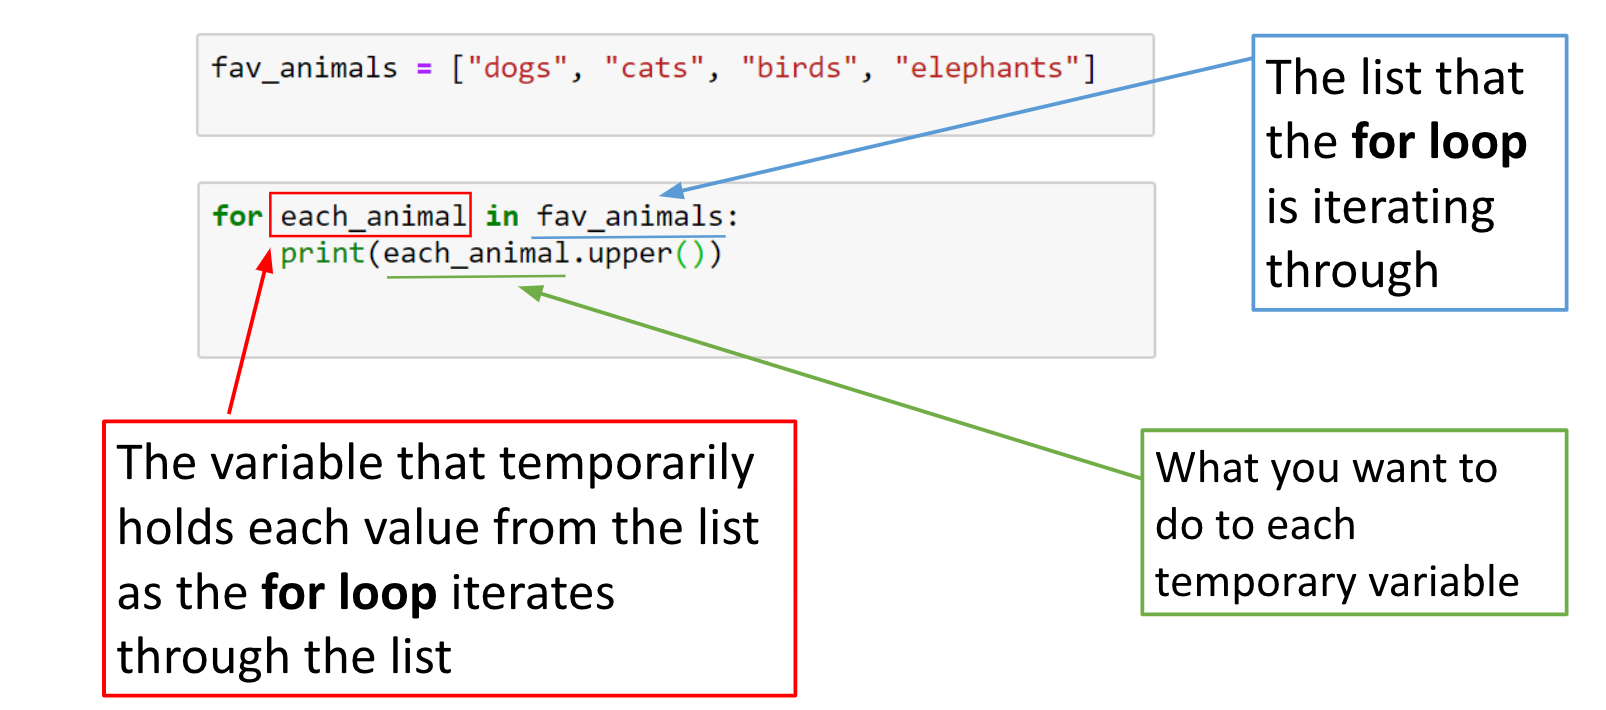 fav_animals = ["dogs", "cats", "birds", "elephants"]
The list that
the for loop
is iterating
through
for each_animal in fav_animals:
    print(each_animal.upper())
The variable that temporarily
holds each value from the list
as the for loop iterates
through the list
What you want to
do to each
temporary variable